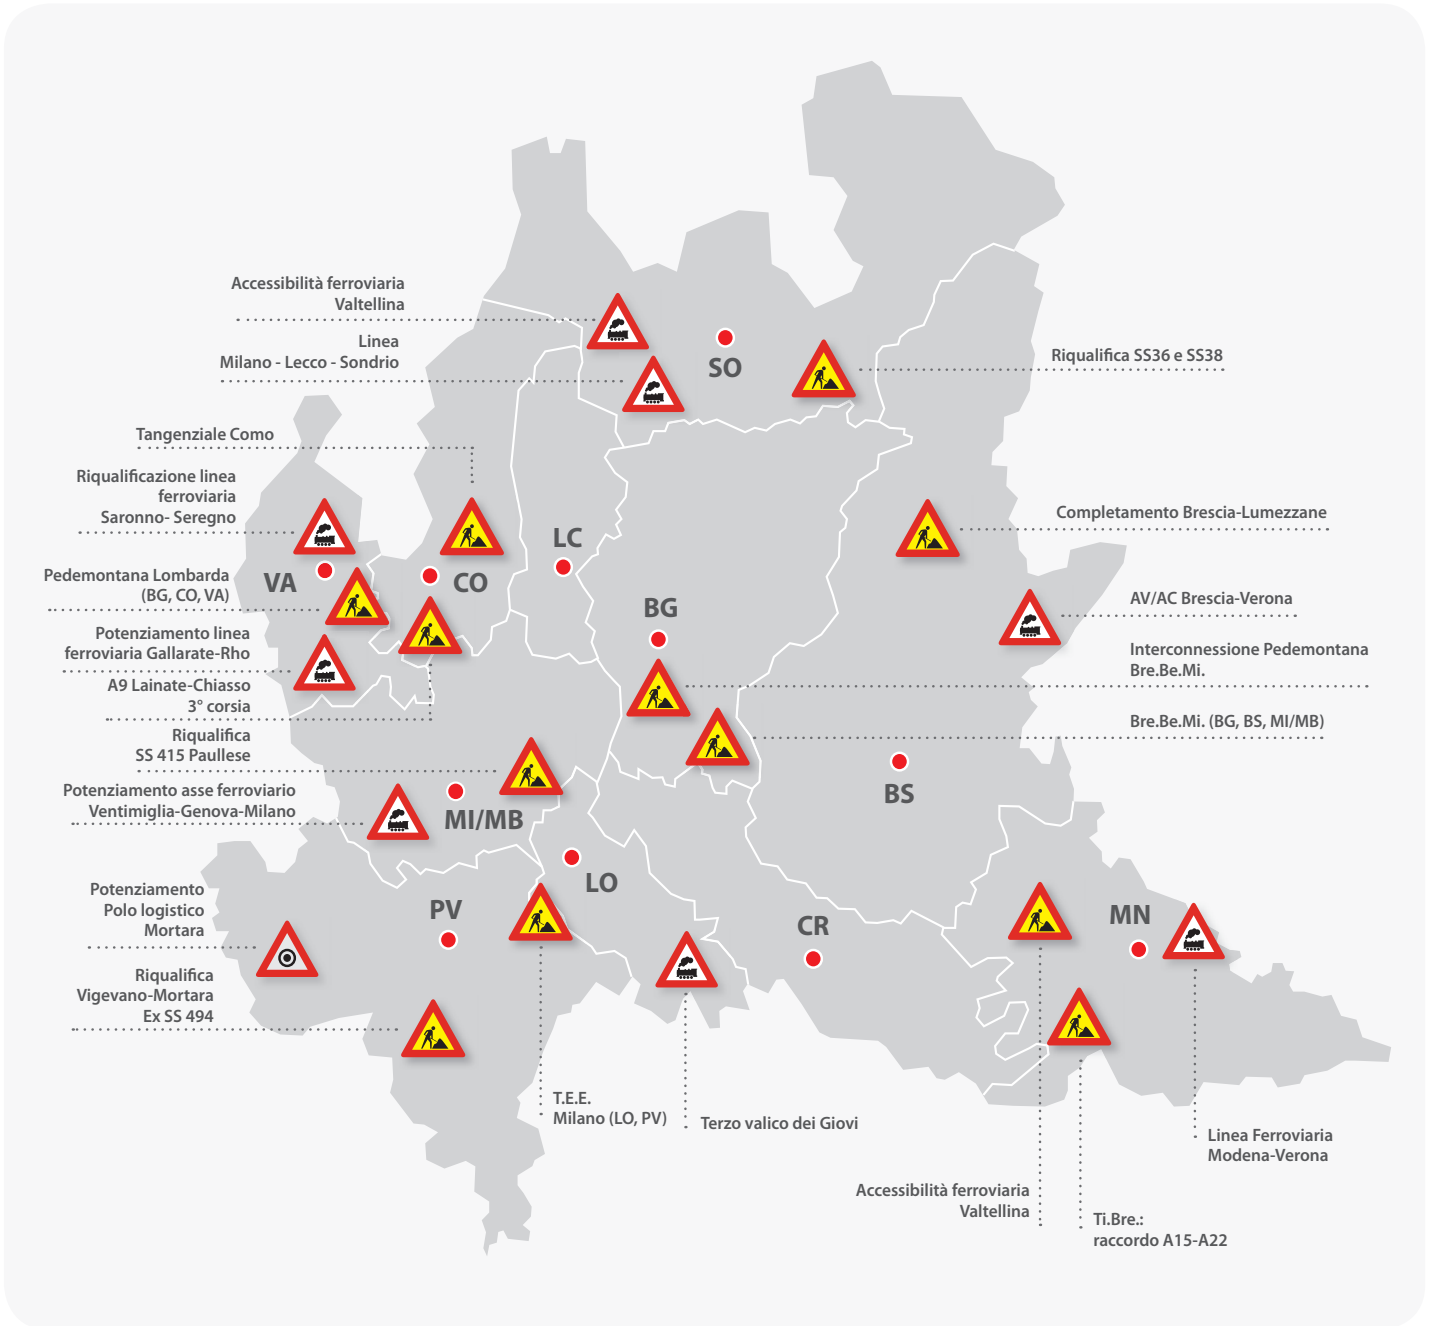 Accessibilità ferroviaria
Valtellina
Linea
Milano - Lecco - Sondrio
SO
Riqualifica SS36 e SS38
Tangenziale Como
Riqualificazione linea
ferroviaria
Saronno- Seregno
Completamento Brescia-Lumezzane
LC
VA
CO
Pedemontana Lombarda
(BG, CO, VA)
BG
AV/AC Brescia-Verona
Potenziamento linea
ferroviaria Gallarate-Rho
Interconnessione Pedemontana
Bre.Be.Mi.
A9 Lainate-Chiasso
3° corsia
Bre.Be.Mi. (BG, BS, MI/MB)
Riqualifica
SS 415 Paullese
Potenziamento asse ferroviario
Ventimiglia-Genova-Milano
MI/MB
BS
LO
Potenziamento
Polo logistico
Mortara
PV
CR
MN
Riqualifica
Vigevano-Mortara
Ex SS 494
T.E.E.
Milano (LO, PV)
Terzo valico dei Giovi
Linea Ferroviaria
Modena-Verona
Accessibilità ferroviaria
Valtellina
Ti.Bre.:
raccordo A15-A22